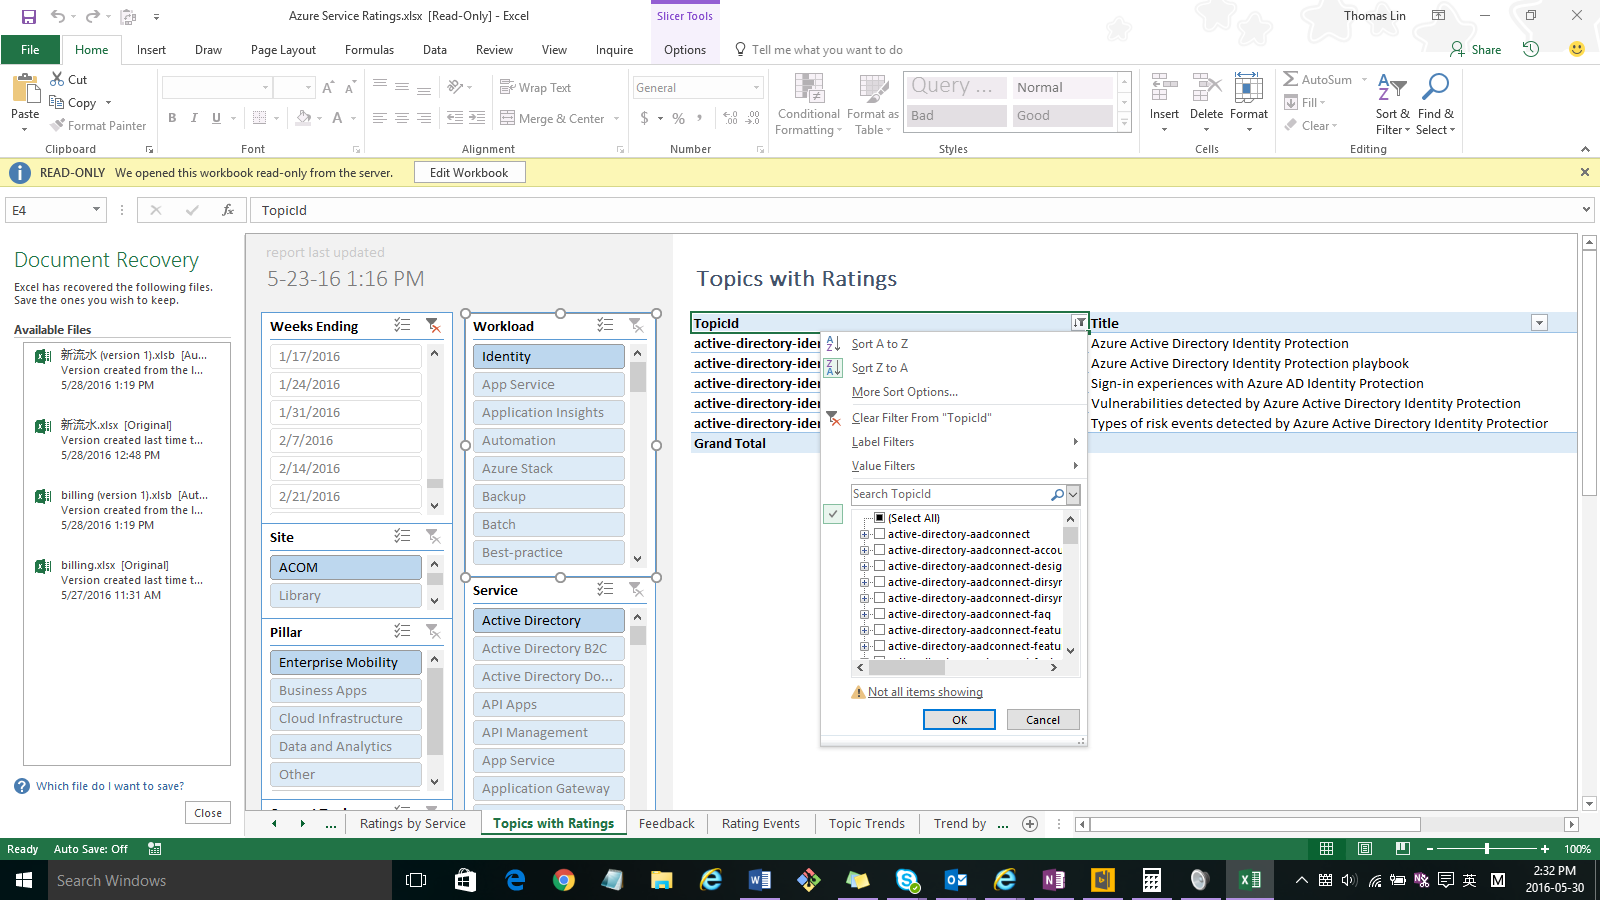 Azure Service Ratings.xlsx  [Read-Only] - Excel
Slicer Tools
Thomas Lin
File
Home
Insert
Draw
Page Layout
Formulas
Data
Review
View
Inquire
Options
Tell me what you want to do
Share
Paste
Cut
Copy
Format Painter
Clipboard
B I U
A
Font
Wrap Text
Merge & Center
Alignment
General
$ % ,
Number
Conditional Formatting
Format as Table
Query ...
Normal
Bad
Good
Styles
Insert
Delete
Format
Cells
AutoSum
Fill
Clear
Sort & Filter
Find & Select
Editing
READ-ONLY We opened this workbook read-only from the server.
Edit Workbook
E4
fx
TopicId
Document Recovery
Excel has recovered the following files.
Save the ones you wish to keep.
Available Files
新流水 (version 1).xlsb  [Au...
Version created from the l...
5/28/2016 1:19 PM
新流水.xlsx  [Original]
Version created last time t...
5/28/2016 12:48 PM
billing (version 1).xlsb  [Aut...
Version created from the l...
5/28/2016 1:19 PM
billing.xlsx  [Original]
Version created last time t...
5/27/2016 11:31 AM
Which file do I want to save?
Close
report last updated
5-23-16 1:16 PM
Weeks Ending
1/17/2016
1/24/2016
1/31/2016
2/7/2016
2/14/2016
2/21/2016
Site
ACOM
Library
Pillar
Enterprise Mobility
Business Apps
Cloud Infrastructure
Data and Analytics
Other
Workload
Identity
App Service
Application Insights
Automation
Azure Stack
Backup
Batch
Best-practice
Service
Active Directory
Active Directory B2C
Active Directory Do...
API Apps
API Management
App Service
Application Gateway
Topics with Ratings
TopicId
Title
active-directory-iden
Azure Active Directory Identity Protection
active-directory-iden
Azure Active Directory Identity Protection playbook
active-directory-iden
Sign-in experiences with Azure AD Identity Protection
active-directory-iden
Vulnerabilities detected by Azure Active Directory Identity Protection
active-directory-iden
Types of risk events detected by Azure Active Directory Identity Protection
Grand Total
Sort A to Z
Sort Z to A
More Sort Options...
Clear Filter From "TopicId"
Label Filters
Value Filters
Search TopicId
(Select All)
active-directory-aadconnect
active-directory-aadconnect-accou
active-directory-aadconnect-desig
active-directory-aadconnect-dirsyn
active-directory-aadconnect-dirsyn
active-directory-aadconnect-faq
active-directory-aadconnect-featu
active-directory-aadconnect-featu
Not all items showing
OK
Cancel
...
Ratings by Service
Topics with Ratings
Feedback
Rating Events
Topic Trends
Trend by ...
Ready
Auto Save: Off
100%
Search Windows
英
M
2:32 PM
2016-05-30